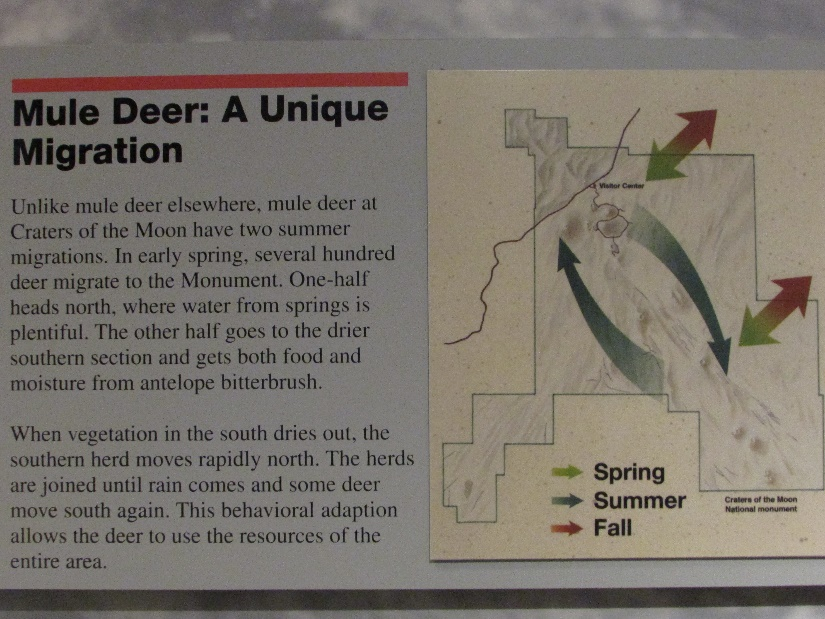 Mule Deer: A Unique
Migration
Unlike mule deer elsewhere, mule deer at
Craters of the Moon have two summer
migrations. In early spring, several hundred
deer migrate to the Monument. One-half
heads north, where water from springs is
plentiful. The other half goes to the drier
southern section and gets both food and
moisture from antelope bitterbrush.
When vegetation in the south dries out, the
southern herd moves rapidly north. The herds
are joined until rain comes and some deer
move south again. This behavioral adaption
allows the deer to use the resources of the
entire area.
Visitor Center
Spring
Summer
Fall
Craters of the Moon
National monument